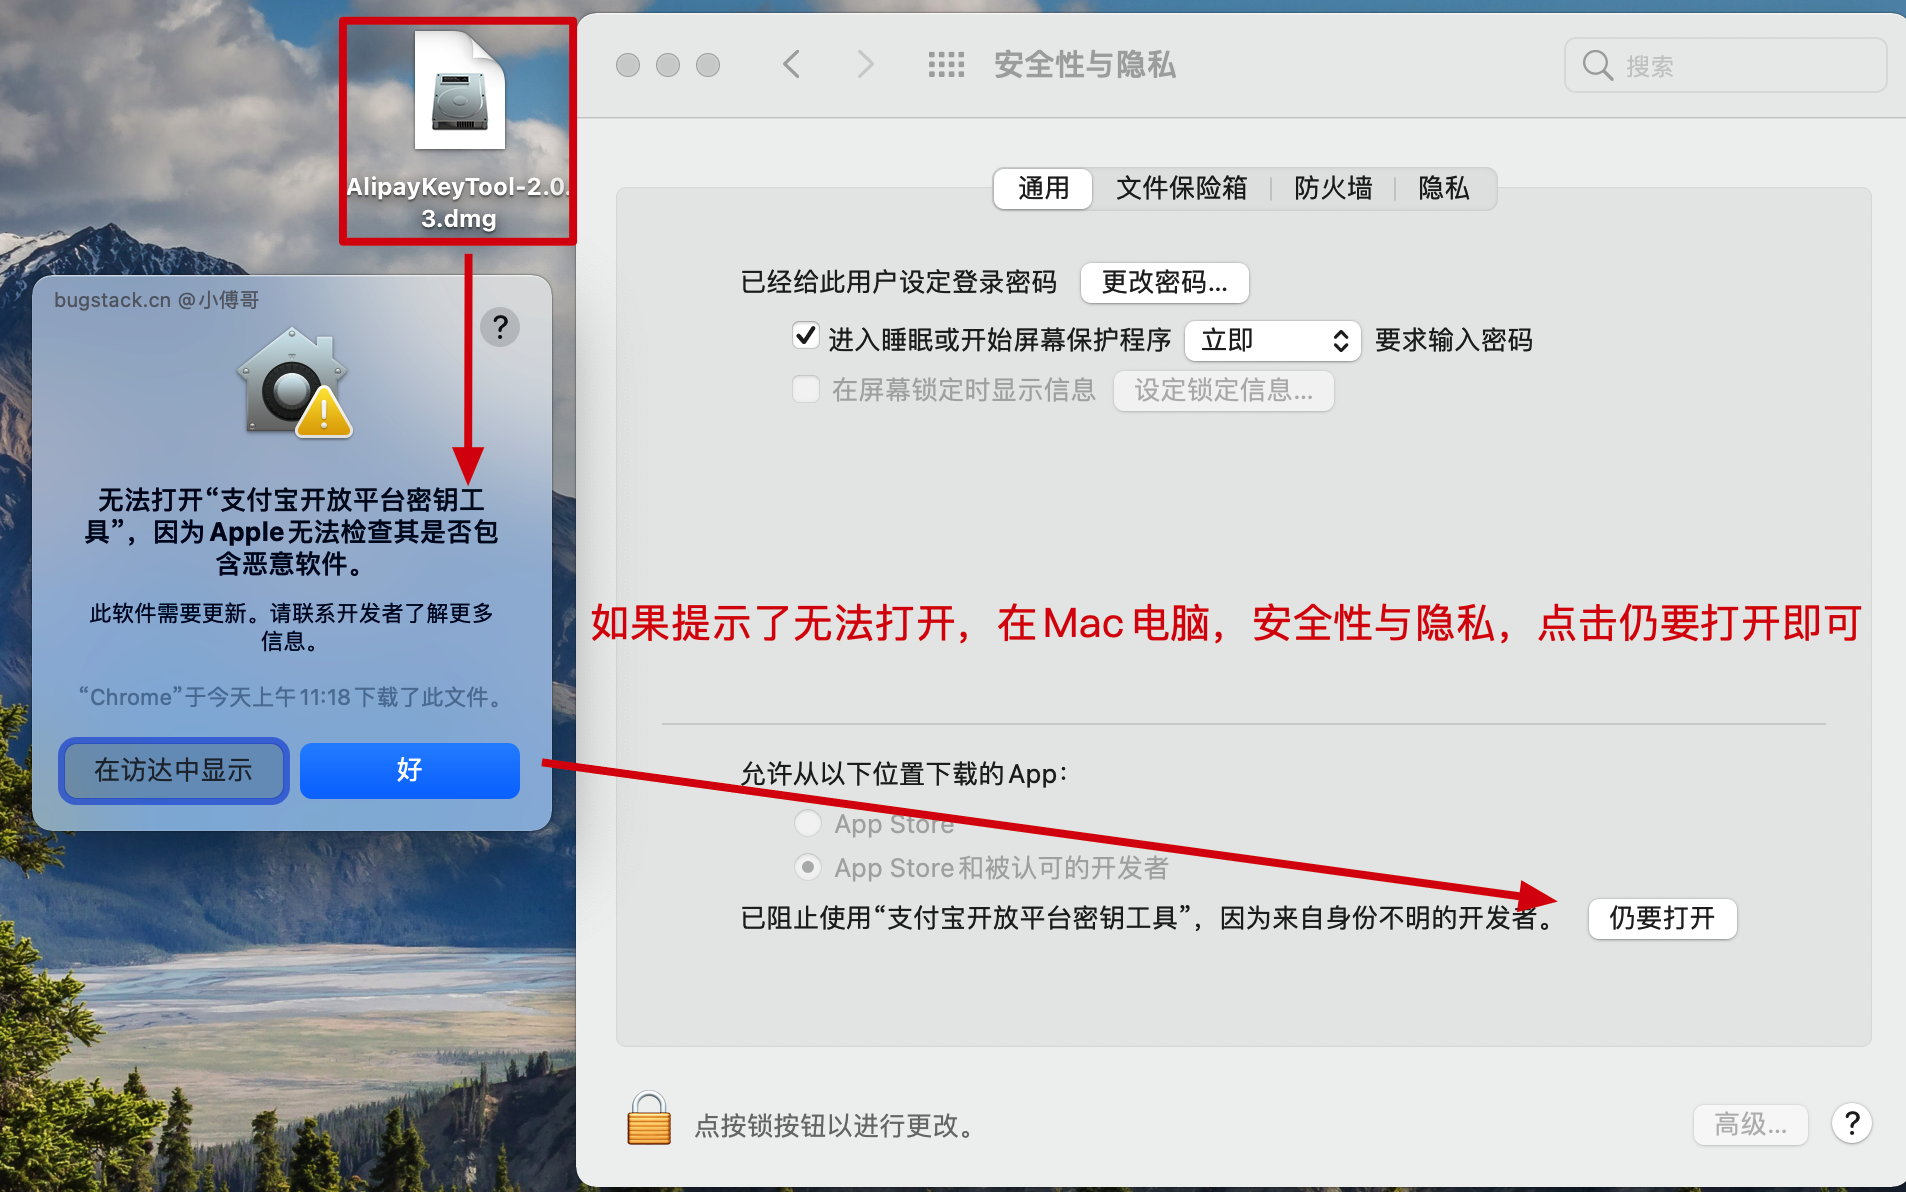 AlipayKeyTool-2.0.
3.dmg
bugstack.cn @小傅哥
?
无法打开“支付宝开放平台密钥工
具”，因为Apple无法检查其是否包
含恶意软件。
此软件需要更新。请联系开发者了解更多
信息。
“Chrome”于今天上午11:18下载了此文件。
在访达中显示
好
安全性与隐私
搜索
通用
文件保险箱
防火墙
隐私
已经给此用户设定登录密码
更改密码...
进入睡眠或开始屏幕保护程序
立即
要求输入密码
在屏幕锁定时显示信息
设定锁定信息...
如果提示了无法打开，在Mac电脑，安全性与隐私，点击仍要打开即可
允许从以下位置下载的App：
App Store
App Store和被认可的开发者
已阻止使用“支付宝开放平台密钥工具”，因为来自身份不明的开发者。
仍要打开
点按锁按钮以进行更改。
高级...
?